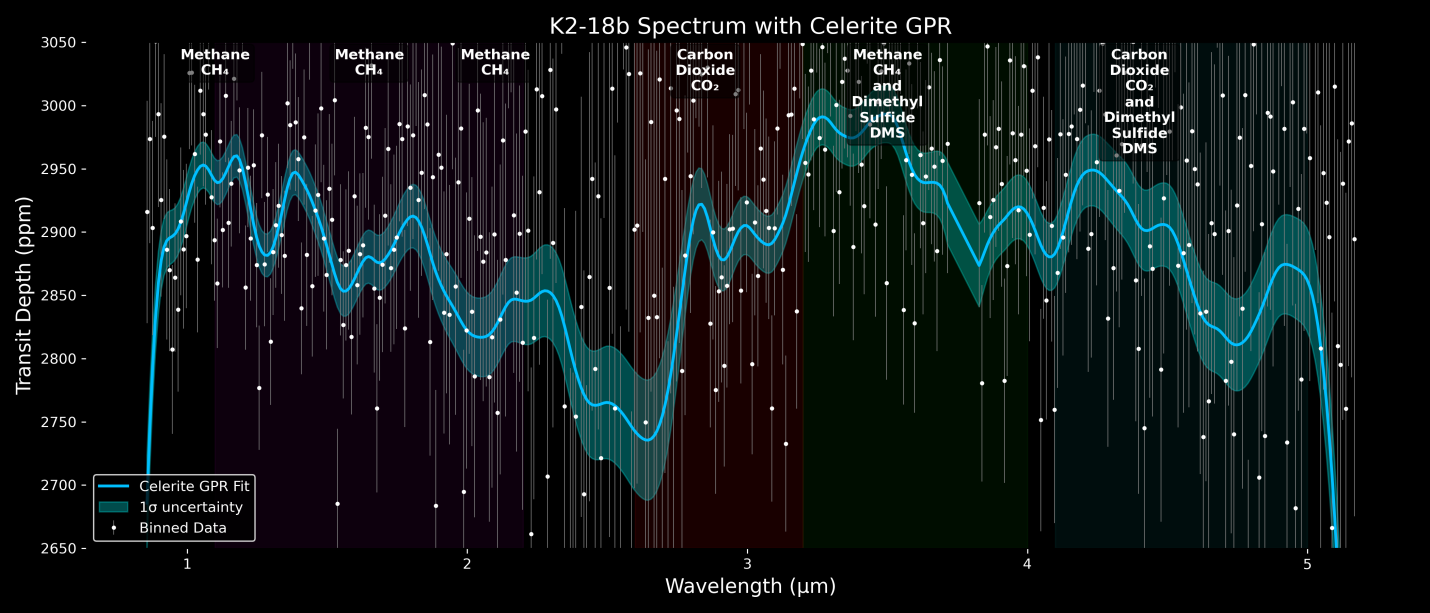 K2-18b Spectrum with Celerite GPR
3050
3000
2950
2900
2850
2800
2750
2700
2650
Transit Depth (ppm)
Methane
CH₄
Methane
CH₄
Methane
CH₄
Carbon
Dioxide
CO₂
Methane
CH₄
and
Dimethyl
Sulfide
DMS
Carbon
Dioxide
CO₂
and
Dimethyl
Sulfide
DMS
Celerite GPR Fit
1σ uncertainty
Binned Data
1
2
3
4
5
Wavelength (μm)